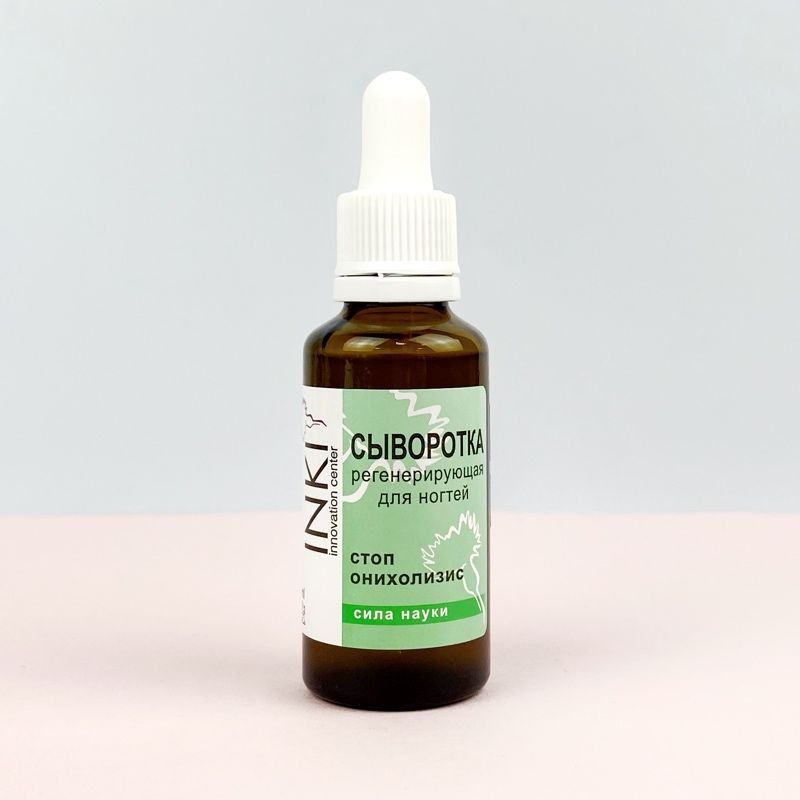 INKI
innovation center
СЫВОРОТКА
регенерирующая
для ногтей
стоп
онихолизис
сила науки